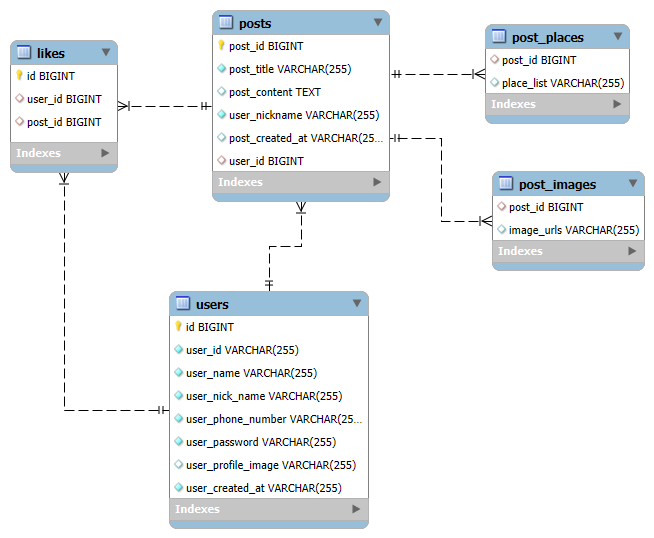 likes
id BIGINT
user_id BIGINT
post_id BIGINT
Indexes
posts
post_id BIGINT
post_title VARCHAR(255)
post_content TEXT
user_nickname VARCHAR(255)
post_created_at VARCHAR(25...
user_id BIGINT
Indexes
post_places
post_id BIGINT
place_list VARCHAR(255)
Indexes
post_images
post_id BIGINT
image_urls VARCHAR(255)
Indexes
users
id BIGINT
user_id VARCHAR(255)
user_name VARCHAR(255)
user_nick_name VARCHAR(255)
user_phone_number VARCHAR(25...
user_password VARCHAR(255)
user_profile_image VARCHAR(255)
user_created_at VARCHAR(255)
Indexes